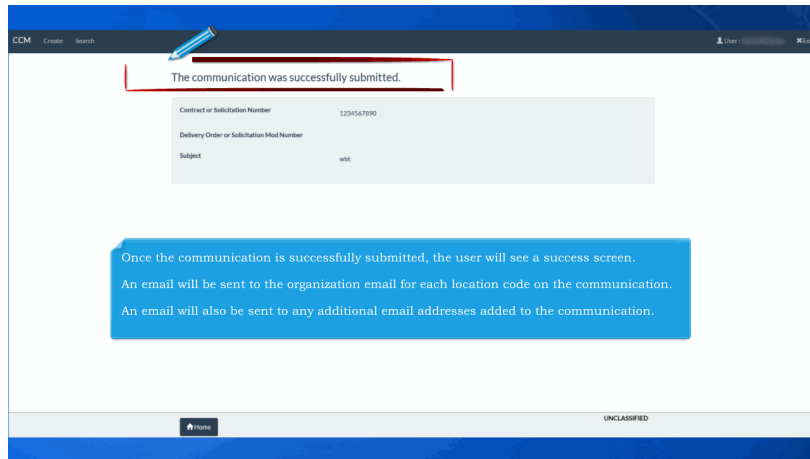 CCM Create Search User :
The communication was successfully submitted.
Contract or Solicitation Number 1234567890
Delivery Order or Solicitation Mod Number
Subject wbt
Once the communication is successfully submitted, the user will see a success screen.
An email will be sent to the organization email for each location code on the communication.
An email will also be sent to any additional email addresses added to the communication.
UNCLASSIFIED
Home